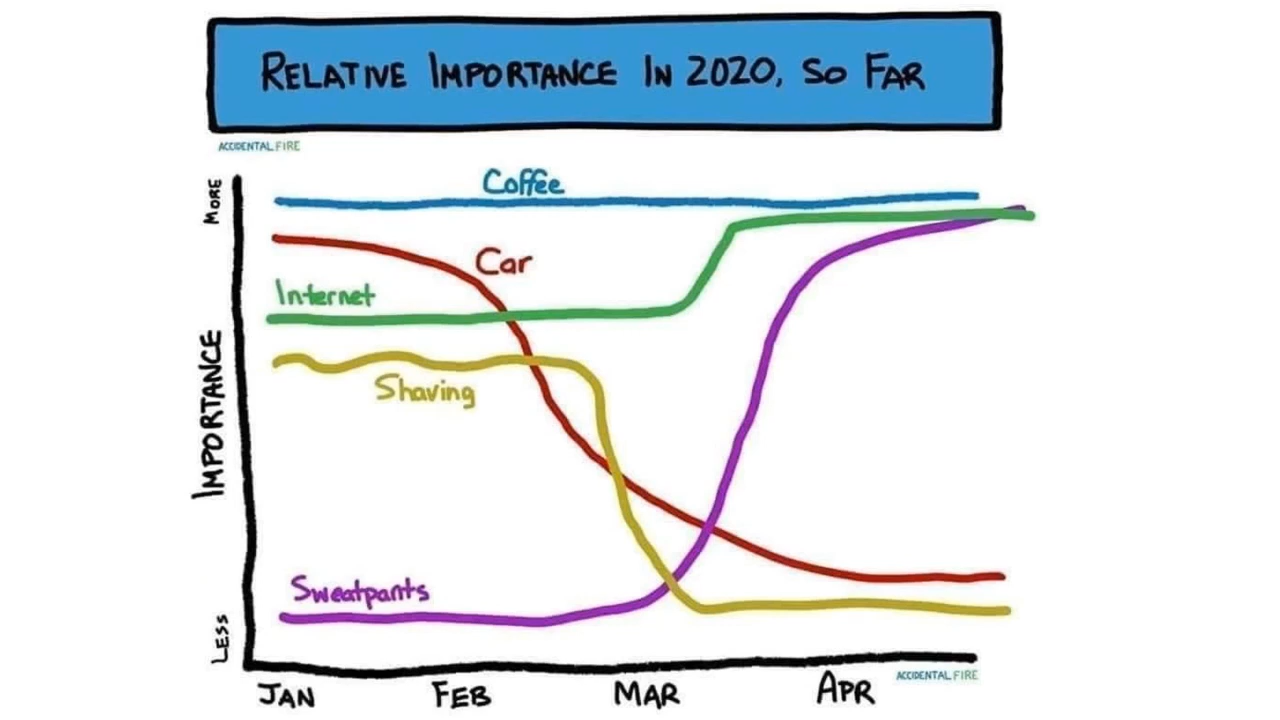 RELATIVE IMPORTANCE IN 2020, SO FAR
ACCIDENTAL FIRE
MORE
Coffee
Car
Internet
Shaving
IMPORTANCE
Sweatpants
LESS
ACCIDENTAL FIRE
JAN FEB MAR APR